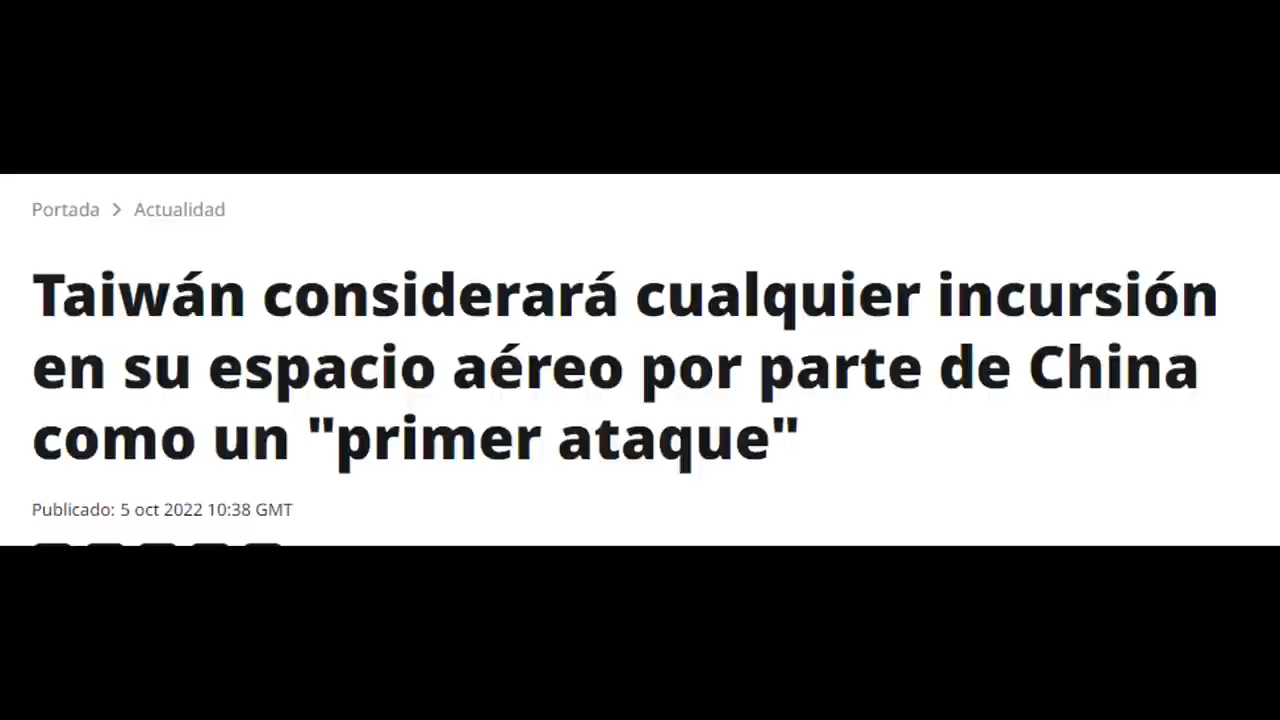 Portada > Actualidad
Taiwán considerará cualquier incursión
en su espacio aéreo por parte de China
como un "primer ataque"
Publicado: 5 oct 2022 10:38 GMT